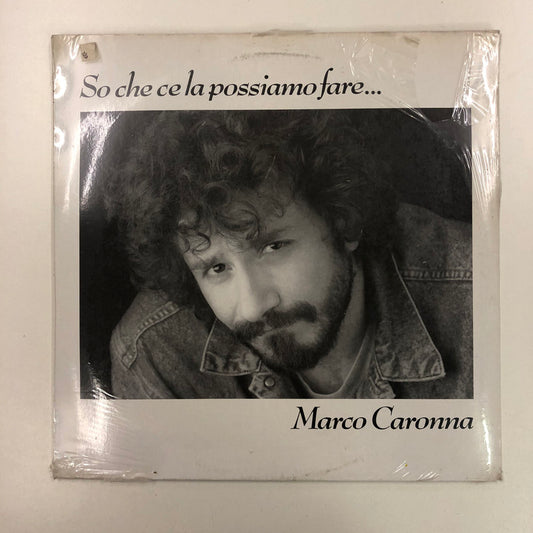 So che ce la possiamo fare...
Marco Caronna